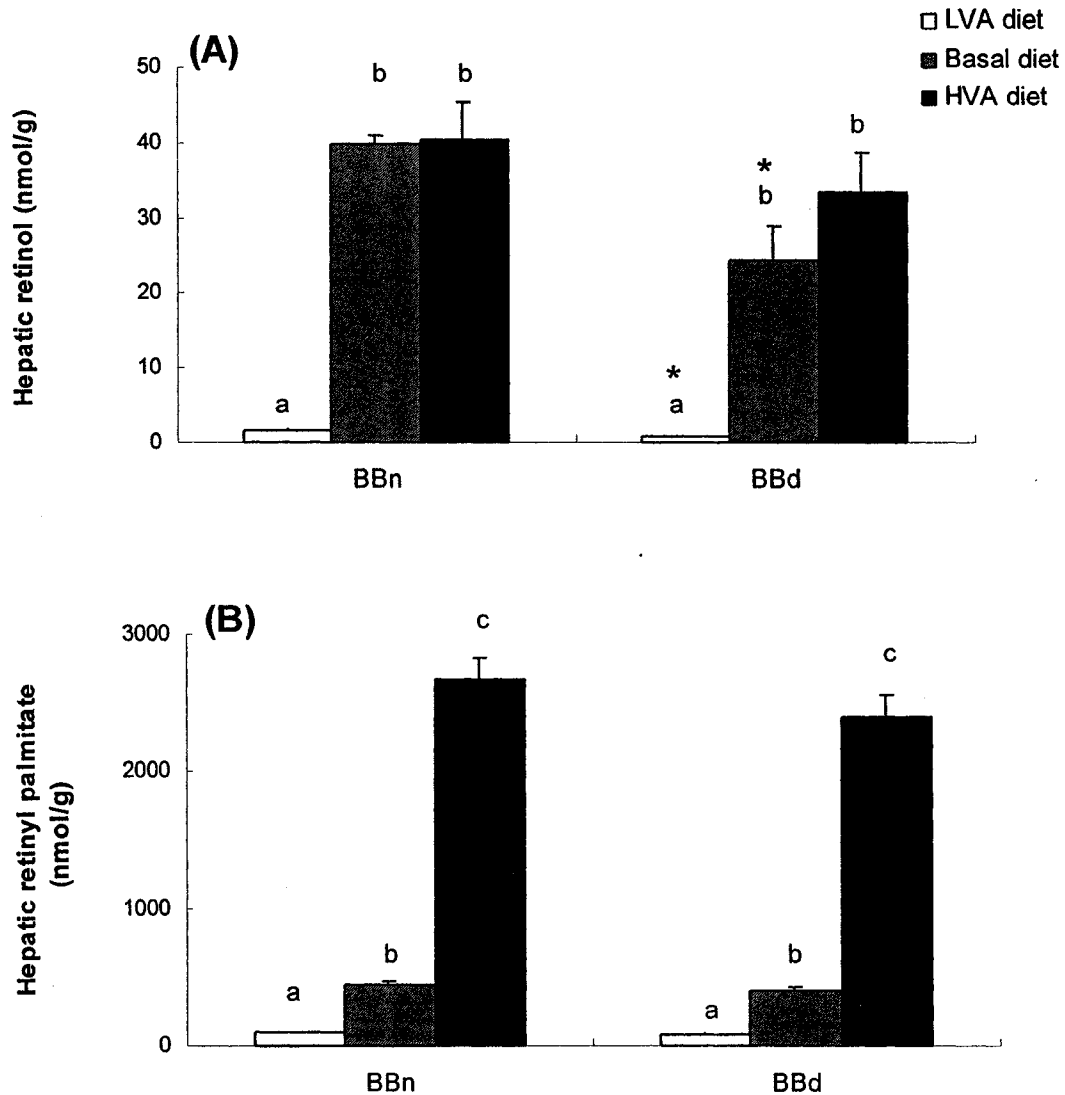 LVA diet
Basal diet
HVA diet
(A)
Hepatic retinol (nmol/g)
50
40
30
20
10
0
a
b
b
*
a
*
b
b
BBn
BBd
(B)
Hepatic retinyl palmitate
(nmol/g)
3000
2000
1000
0
a
b
c
a
b
c
BBn
BBd